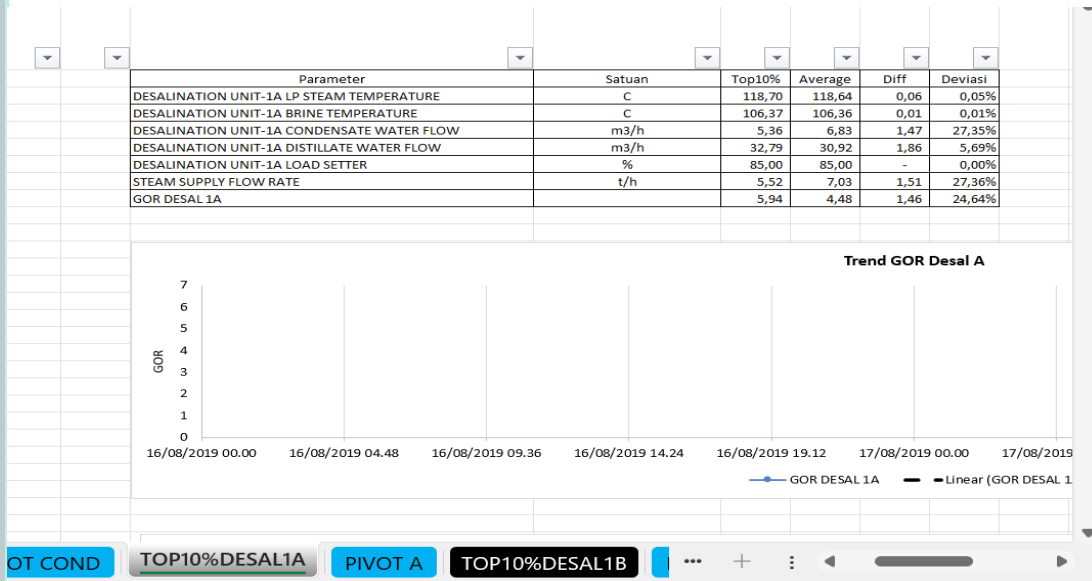 Parameter Satuan Top10% Average Diff Deviasi
DESALINATION UNIT-1A LP STEAM TEMPERATURE C 118,70 118,64 0,06 0,05%
DESALINATION UNIT-1A BRINE TEMPERATURE C 106,37 106,36 0,01 0,01%
DESALINATION UNIT-1A CONDENSATE WATER FLOW m3/h 5,36 6,83 1,47 27,35%
DESALINATION UNIT-1A DISTILLATE WATER FLOW m3/h 32,79 30,92 1,86 5,69%
DESALINATION UNIT-1A LOAD SETTER % 85,00 85,00 - 0,00%
STEAM SUPPLY FLOW RATE t/h 5,52 7,03 1,51 27,36%
GOR DESAL 1A 5,94 4,48 1,46 24,64%
Trend GOR Desal A
7
6
5
4
3
2
1
0
GOR
16/08/2019 00.00 16/08/2019 04.48 16/08/2019 09.36 16/08/2019 14.24 16/08/2019 19.12 17/08/2019 00.00 17/08/2019
GOR DESAL 1A Linear (GOR DESAL 1
OT COND TOP10%DESAL1A PIVOT A TOP10%DESAL1B